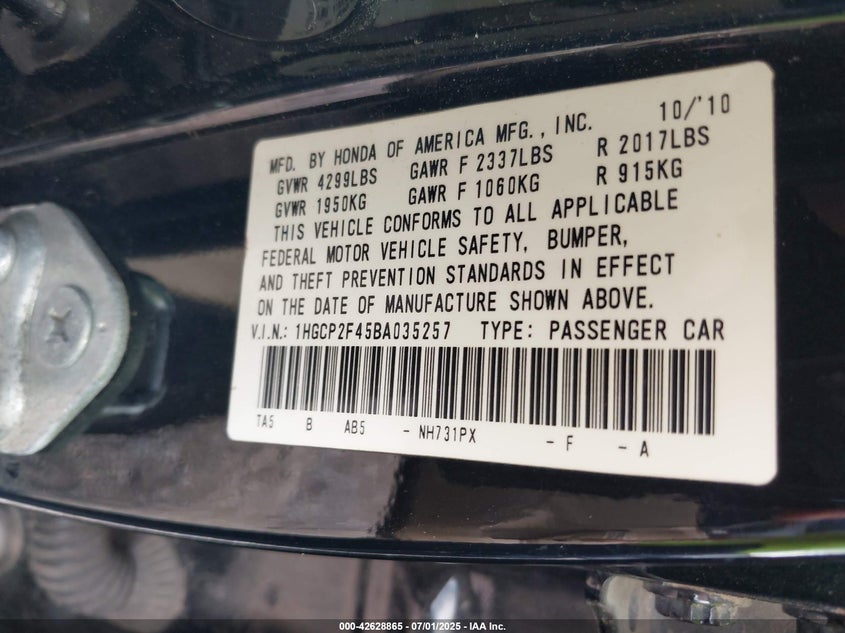 MFD. BY HONDA OF AMERICA MFG., INC. 10/'10
GVWR 4299LBS GAWR F 2337LBS R 2017LBS
GVWR 1950KG GAWR F 1060KG R 915KG
THIS VEHICLE CONFORMS TO ALL APPLICABLE
FEDERAL MOTOR VEHICLE SAFETY, BUMPER,
AND THEFT PREVENTION STANDARDS IN EFFECT
ON THE DATE OF MANUFACTURE SHOWN ABOVE.
V.I.N.: 1HGCP2F45BA035257 TYPE: PASSENGER CAR
TA5 B AB5 - NH731PX - F - A
000-42628865 - 07/01/2025 - IAA Inc.